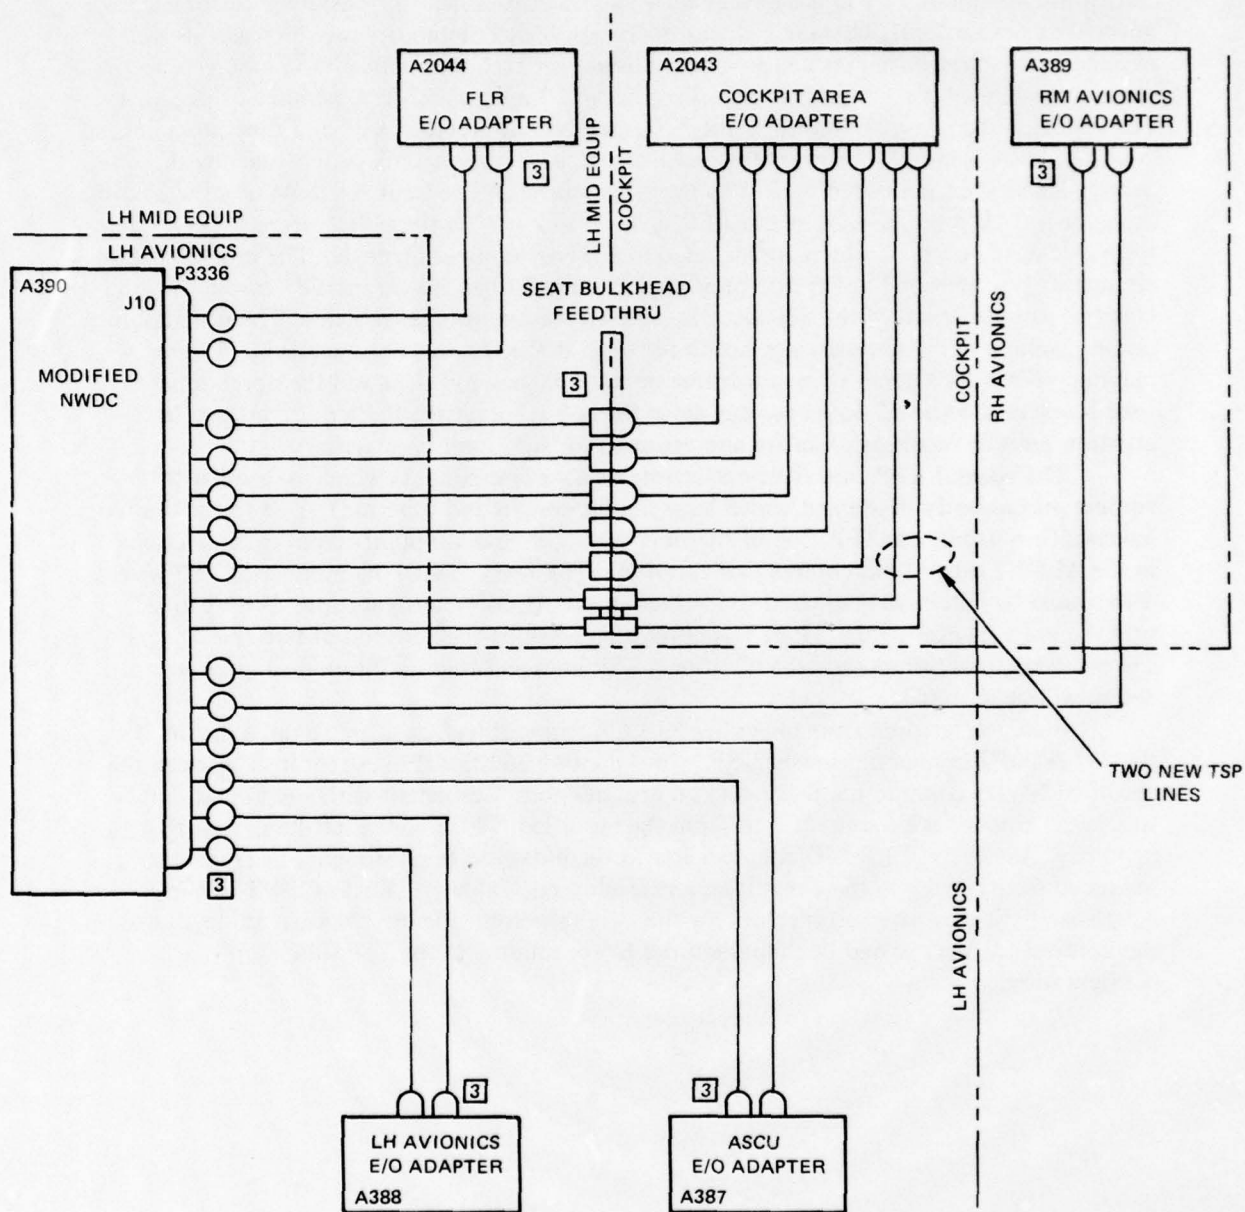 A2044
FLR
E/O ADAPTER
3
A2043
COCKPIT AREA
E/O ADAPTER
A389
RM AVIONICS
E/O ADAPTER
3
LH MID EQUIP
COCKPIT
LH MID EQUIP
LH AVIONICS
P3336
A390
J10
MODIFIED
NWDC
SEAT BULKHEAD
FEEDTHRU
3
COCKPIT
RH AVIONICS
TWO NEW TSP
LINES
3
LH AVIONICS
3
LH AVIONICS
E/O ADAPTER
A388
3
ASCU
E/O ADAPTER
A387